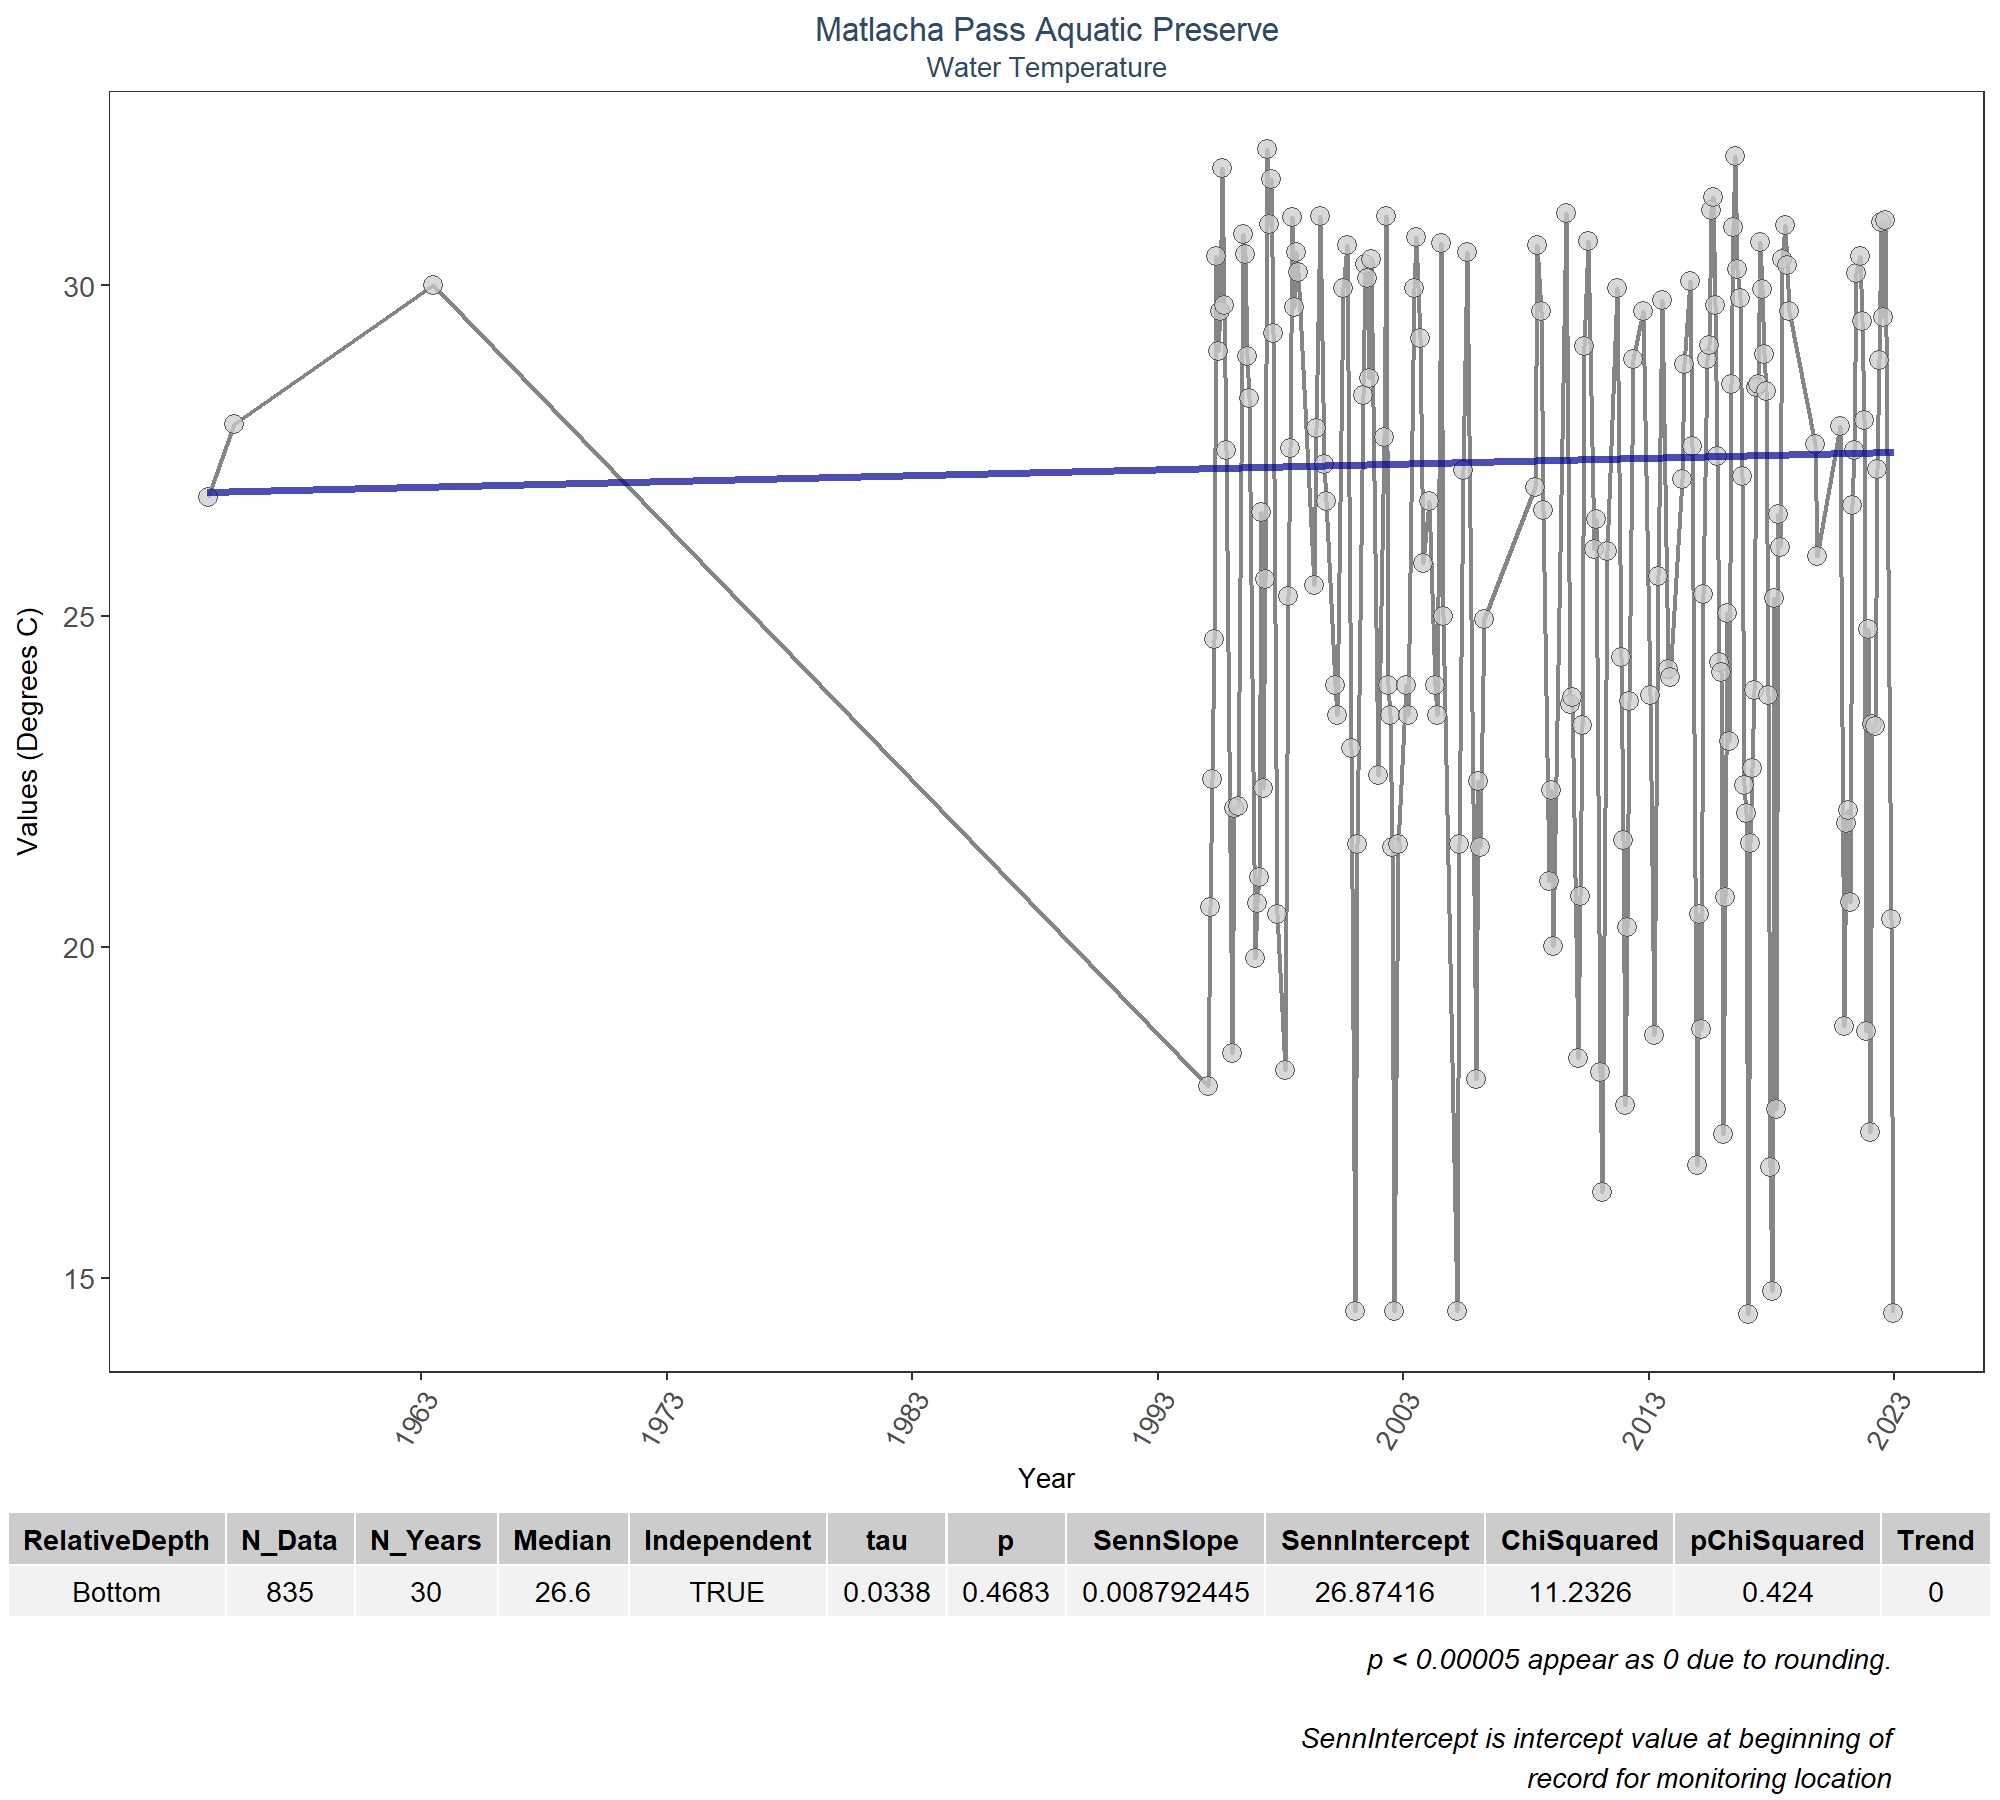 Matlacha Pass Aquatic Preserve
Water Temperature
Values (Degrees C)
30
25
20
15
1963
1973
1983
1993
2003
2013
2023
Year
RelativeDepth N_Data N_Years Median Independent tau p SennSlope SennIntercept ChiSquared pChiSquared Trend
Bottom 835 30 26.6 TRUE 0.0338 0.4683 0.008792445 26.87416 11.2326 0.424 0
p < 0.00005 appear as 0 due to rounding.
SennIntercept is intercept value at beginning of
record for monitoring location